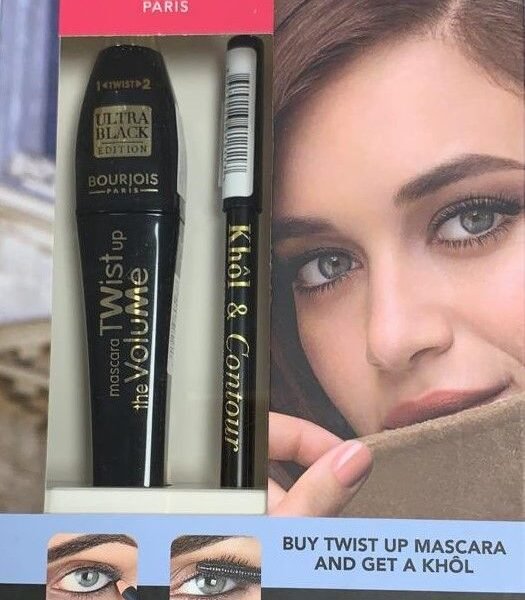 PARIS
1◄TWIST►2
ULTRA
BLACK
EDITION
BOURJOIS
PARIS
mascara TWist up
the VoluMe
Khôl & Contour
BUY TWIST UP MASCARA
AND GET A KHÔL